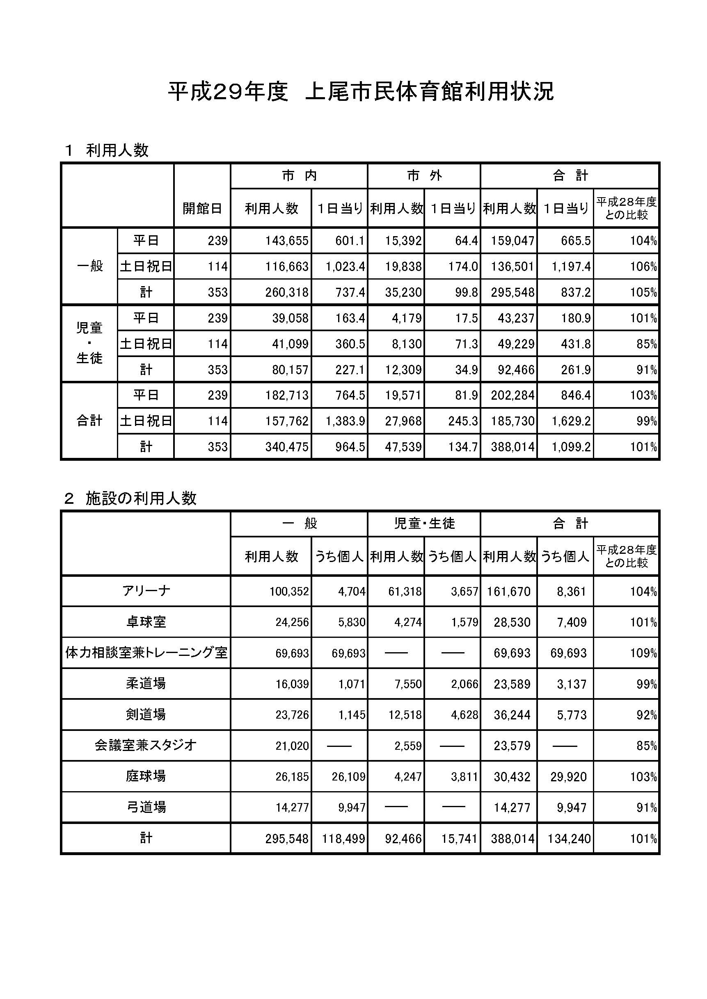 平成29年度　上尾市民体育館利用状況
1　利用人数
市　内　市　外　合　計
開館日　利用人数　1日当り　利用人数　1日当り　利用人数　1日当り　平成28年度との比較
一般　平日　239　143,655　601.1　15,392　64.4　159,047　665.5　104%
土日祝日　114　116,663　1,023.4　19,838　174.0　136,501　1,197.4　106%
計　353　260,318　737.4　35,230　99.8　295,548　837.2　105%
児童・生徒　平日　239　39,058　163.4　4,179　17.5　43,237　180.9　101%
土日祝日　114　41,099　360.5　8,130　71.3　49,229　431.8　85%
計　353　80,157　227.1　12,309　34.9　92,466　261.9　91%
合計　平日　239　182,713　764.5　19,571　81.9　202,284　846.4　103%
土日祝日　114　157,762　1,383.9　27,968　245.3　185,730　1,629.2　99%
計　353　340,475　964.5　47,539　134.7　388,014　1,099.2　101%
2　施設の利用人数
一　般　児童・生徒　合　計
利用人数　うち個人　利用人数　うち個人　利用人数　うち個人　平成28年度との比較
アリーナ　100,352　4,704　61,318　3,657　161,670　8,361　104%
卓球室　24,256　5,830　4,274　1,579　28,530　7,409　101%
体力相談室兼トレーニング室　69,693　69,693　――　――　69,693　69,693　109%
柔道場　16,039　1,071　7,550　2,066　23,589　3,137　99%
剣道場　23,726　1,145　12,518　4,628　36,244　5,773　92%
会議室兼スタジオ　21,020　――　2,559　――　23,579　――　85%
庭球場　26,185　26,109　4,247　3,811　30,432　29,920　103%
弓道場　14,277　9,947　――　――　14,277　9,947　91%
計　295,548　118,499　92,466　15,741　388,014　134,240　101%